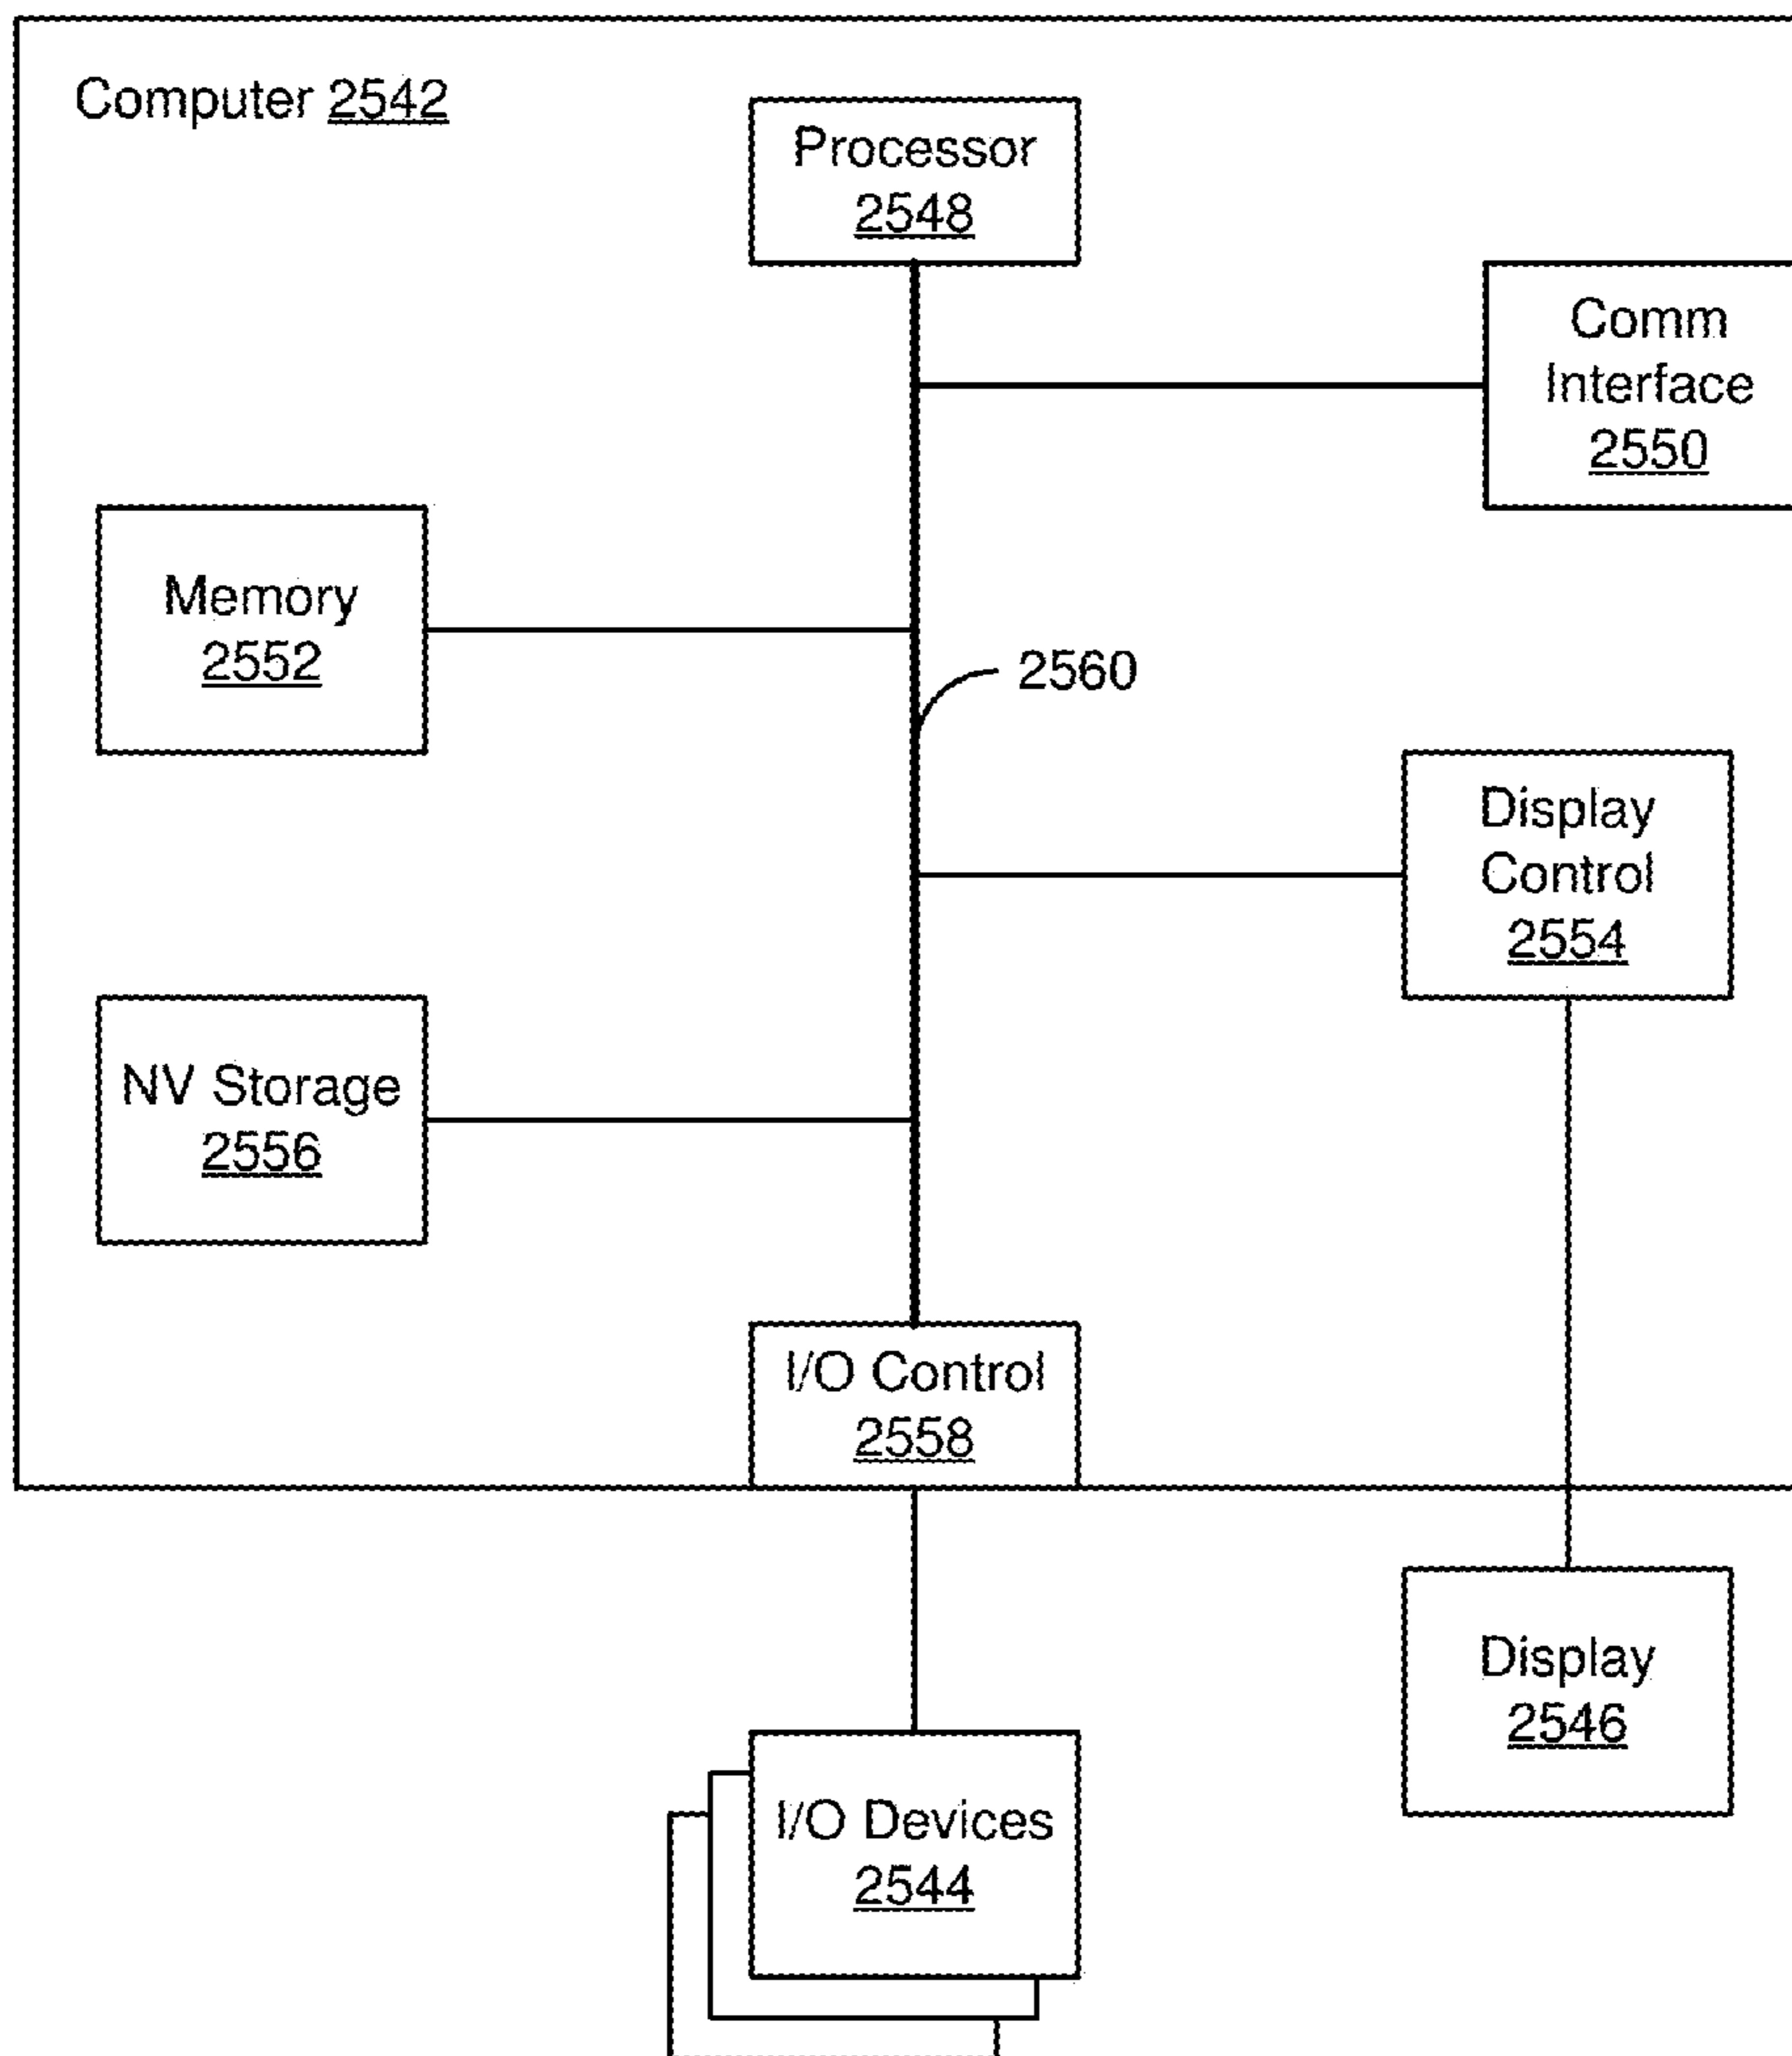 Computer 2542
Processor
2548
Comm
Interface
2550
Memory
2552
2560
Display
Control
2554
NV Storage
2556
I/O Control
2558
Display
2546
I/O Devices
2544